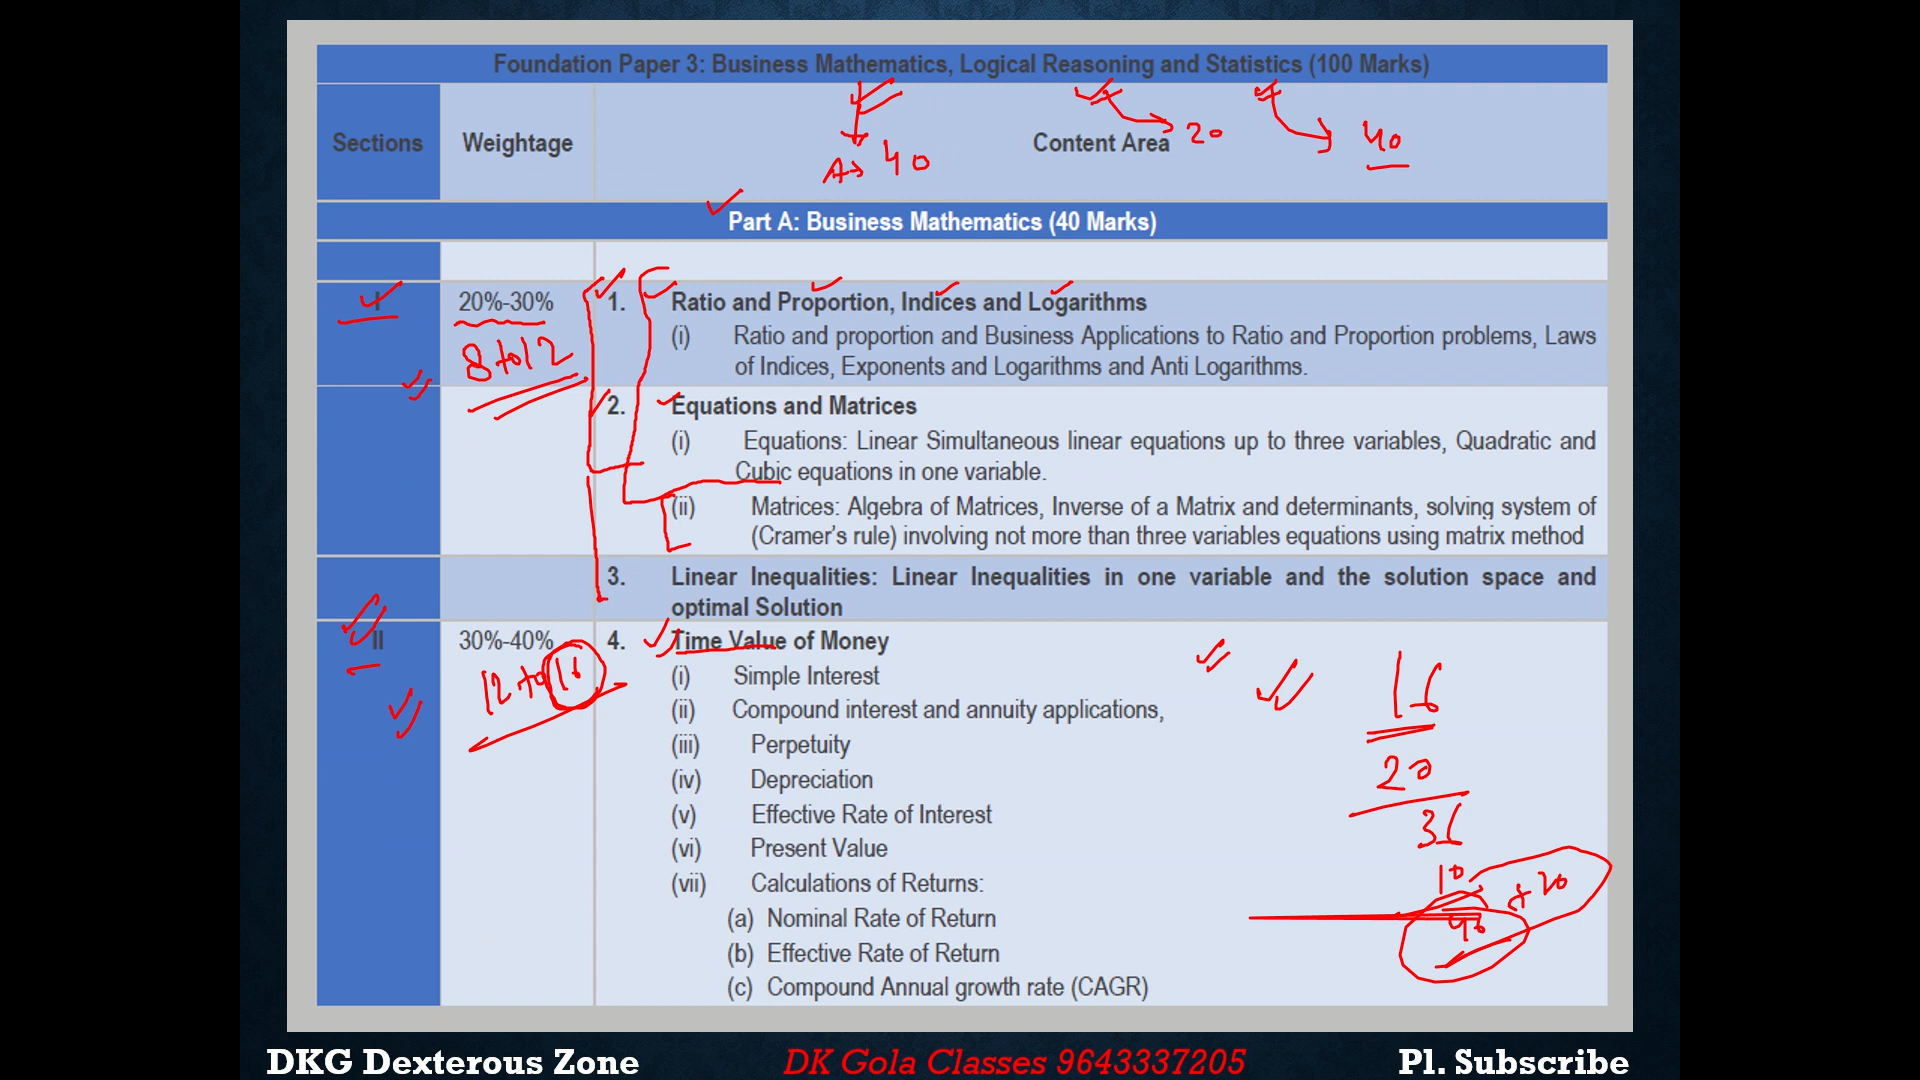 Foundation Paper 3: Business Mathematics, Logical Reasoning and Statistics (100 Marks)
Sections Weightage Content Area
20
40
A→ 40
Part A: Business Mathematics (40 Marks)
I 20%-30% 1. Ratio and Proportion, Indices and Logarithms
(i) Ratio and proportion and Business Applications to Ratio and Proportion problems, Laws
of Indices, Exponents and Logarithms and Anti Logarithms.
8 to 12
2. Equations and Matrices
(i) Equations: Linear Simultaneous linear equations up to three variables, Quadratic and
Cubic equations in one variable.
(ii) Matrices: Algebra of Matrices, Inverse of a Matrix and determinants, solving system of
(Cramer's rule) involving not more than three variables equations using matrix method
3. Linear Inequalities: Linear Inequalities in one variable and the solution space and
optimal Solution
II 30%-40% 4. Time Value of Money
12 to 16
(i) Simple Interest
16
(ii) Compound interest and annuity applications,
(iii) Perpetuity
(iv) Depreciation
20
(v) Effective Rate of Interest
36
(vi) Present Value
(vii) Calculations of Returns:
10
+20
(a) Nominal Rate of Return
46
(b) Effective Rate of Return
(c) Compound Annual growth rate (CAGR)
DKG Dexterous Zone DK Gola Classes 9643337205 Pl. Subscribe